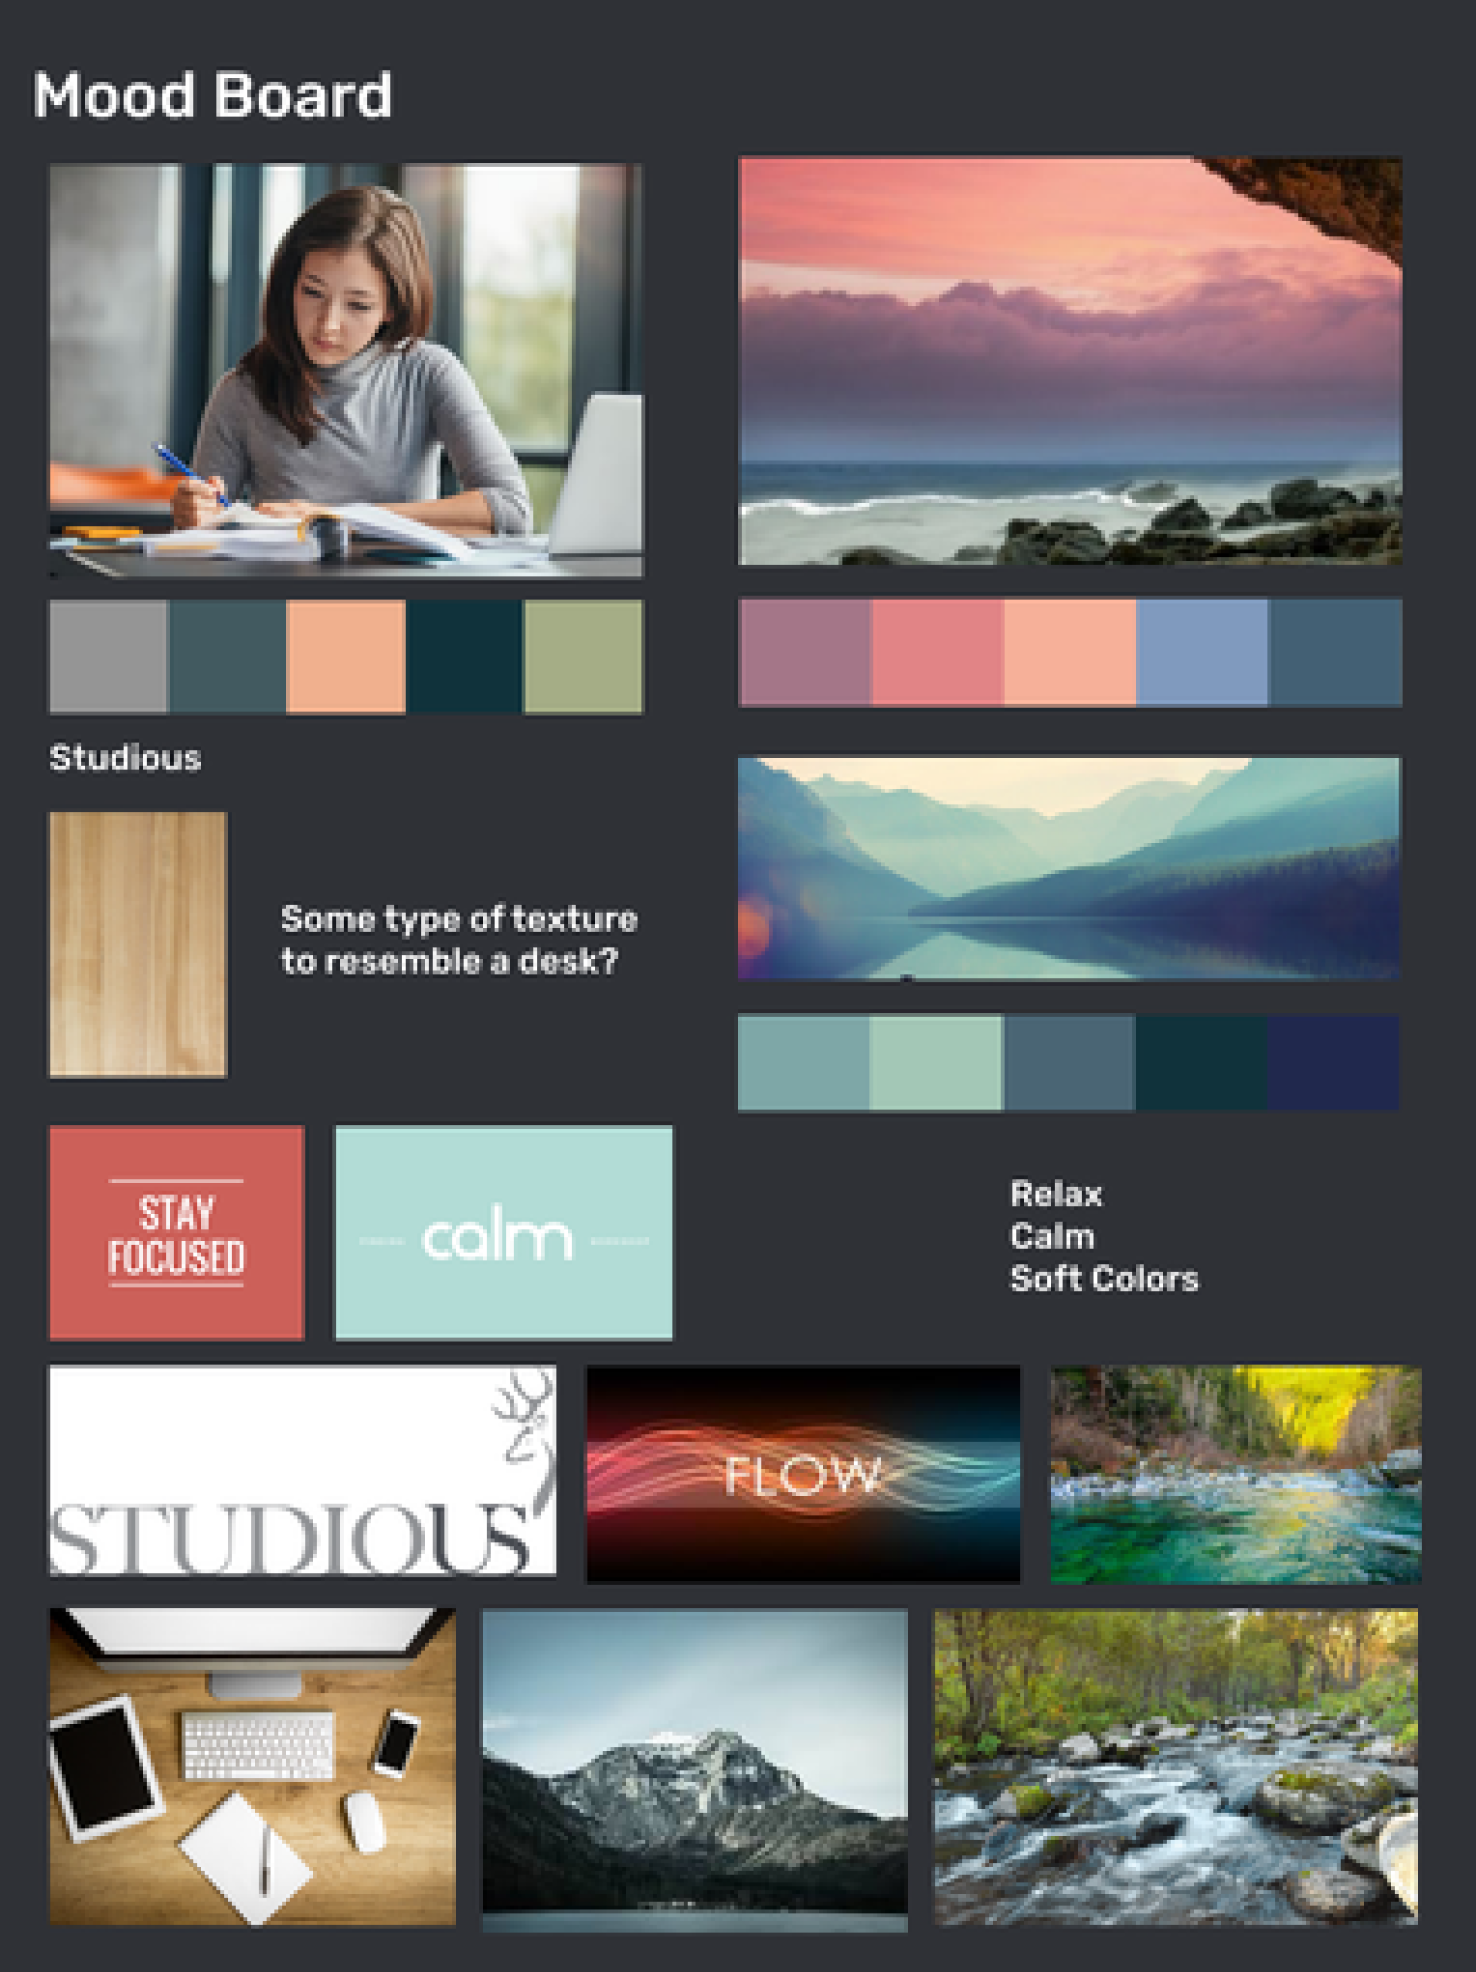 Mood Board
Studious
Some type of texture
to resemble a desk?
STAY
FOCUSED
calm
Relax
Calm
Soft Colors
STUDIOUS
FLOW